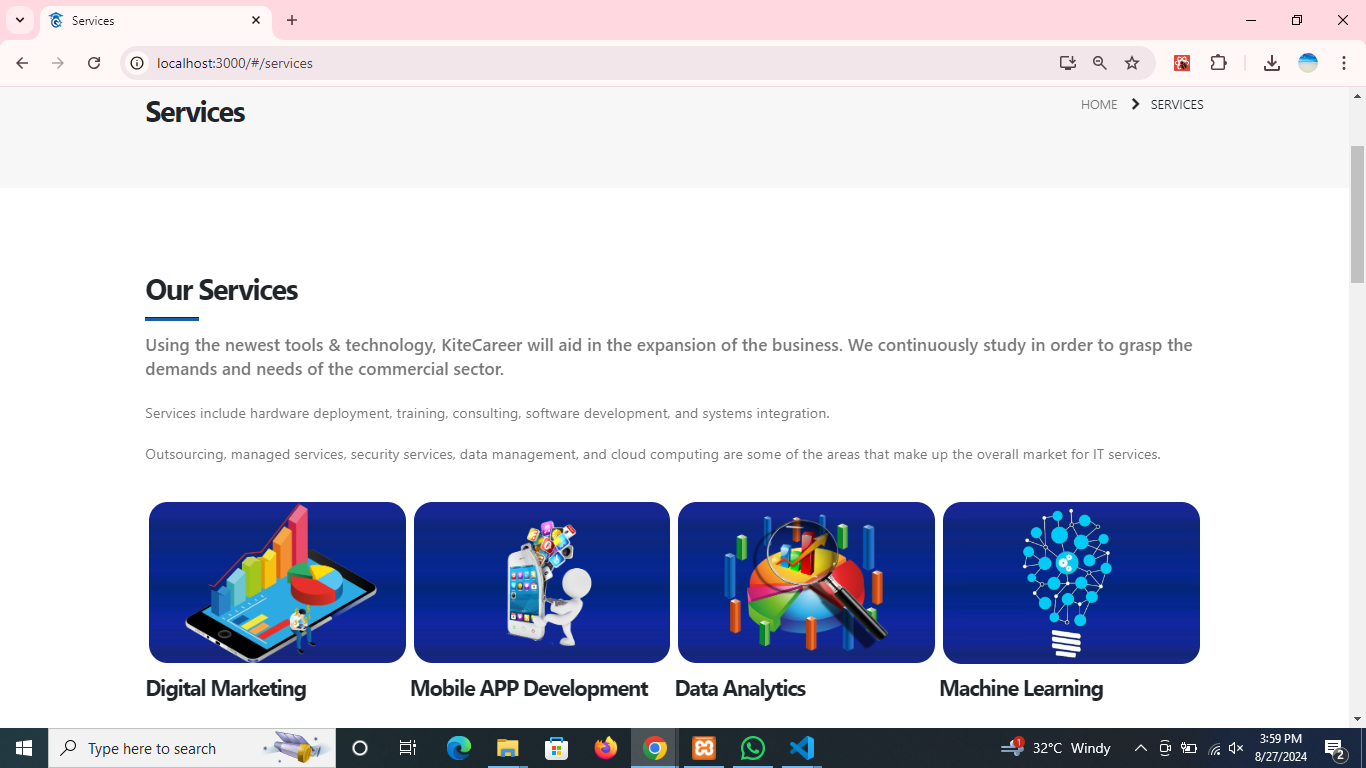 Services
localhost:3000/#/services
Services
HOME
SERVICES
Our Services
Using the newest tools & technology, KiteCareer will aid in the expansion of the business. We continuously study in order to grasp the
demands and needs of the commercial sector.
Services include hardware deployment, training, consulting, software development, and systems integration.
Outsourcing, managed services, security services, data management, and cloud computing are some of the areas that make up the overall market for IT services.
Digital Marketing
Mobile APP Development
Data Analytics
Machine Learning
Type here to search
1
32°C Windy
3:59 PM
8/27/2024
2